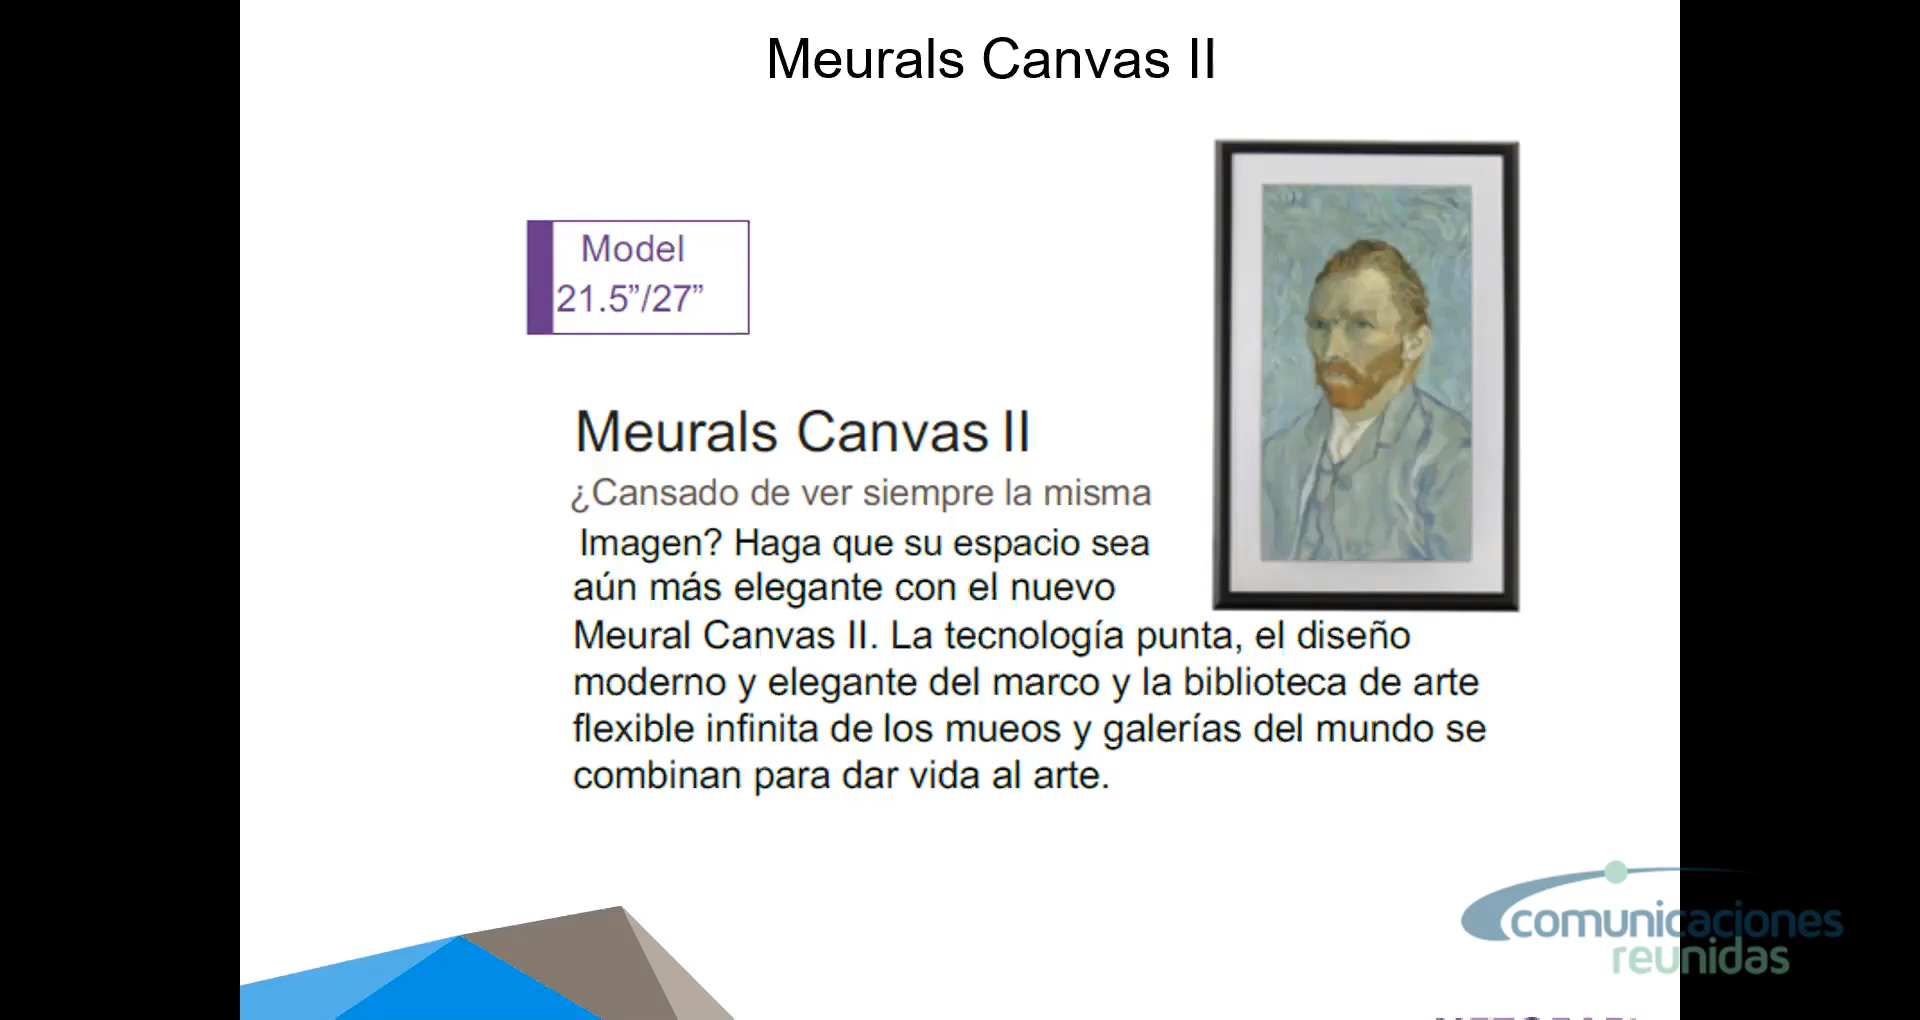 Meurals Canvas II
Model
21.5”/27”
Meurals Canvas II
¿Cansado de ver siempre la misma
Imagen? Haga que su espacio sea
aún más elegante con el nuevo
Meural Canvas II. La tecnología punta, el diseño
moderno y elegante del marco y la biblioteca de arte
flexible infinita de los mueos y galerías del mundo se
combinan para dar vida al arte.
comunicaciones
reunidas